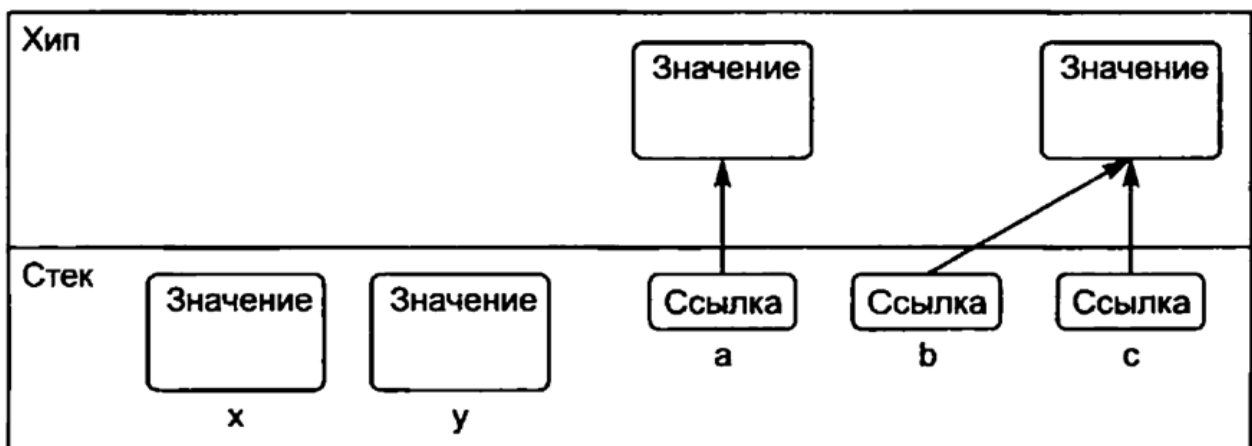 Хип
Значение
Значение
Стек
Значение
Значение
Ссылка
Ссылка
Ссылка
x
y
a
b
c